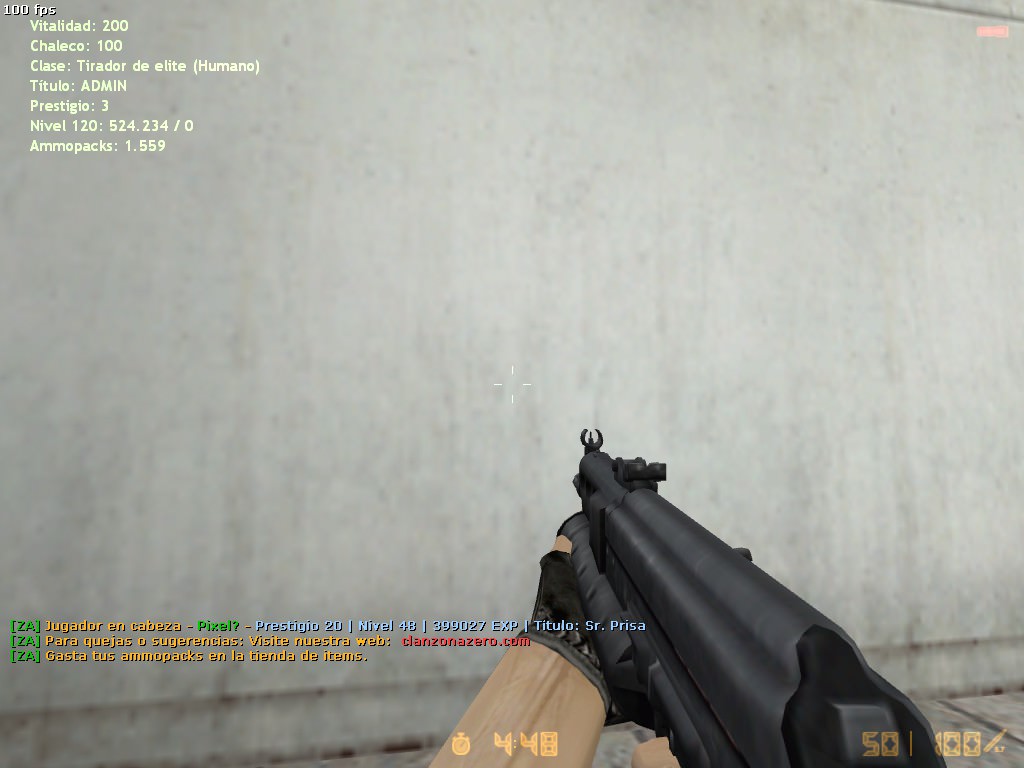 100 fps
Vitalidad: 200
Chaleco: 100
Clase: Tirador de elite (Humano)
Titulo: ADMIN
Prestigio: 3
Nivel 120: 524.234 / 0
Ammopacks: 1.559
[ZA] Jugador en cabeza - Pixel? - Prestigio 20 | Nivel 48 | 399027 EXP | Titulo: Sr. Prisa
[ZA] Para quejas o sugerencias: Visite nuestra web: clanzonazero.com
[ZA] Gasta tus ammopacks en la tienda de items.
4:48 50 | 100